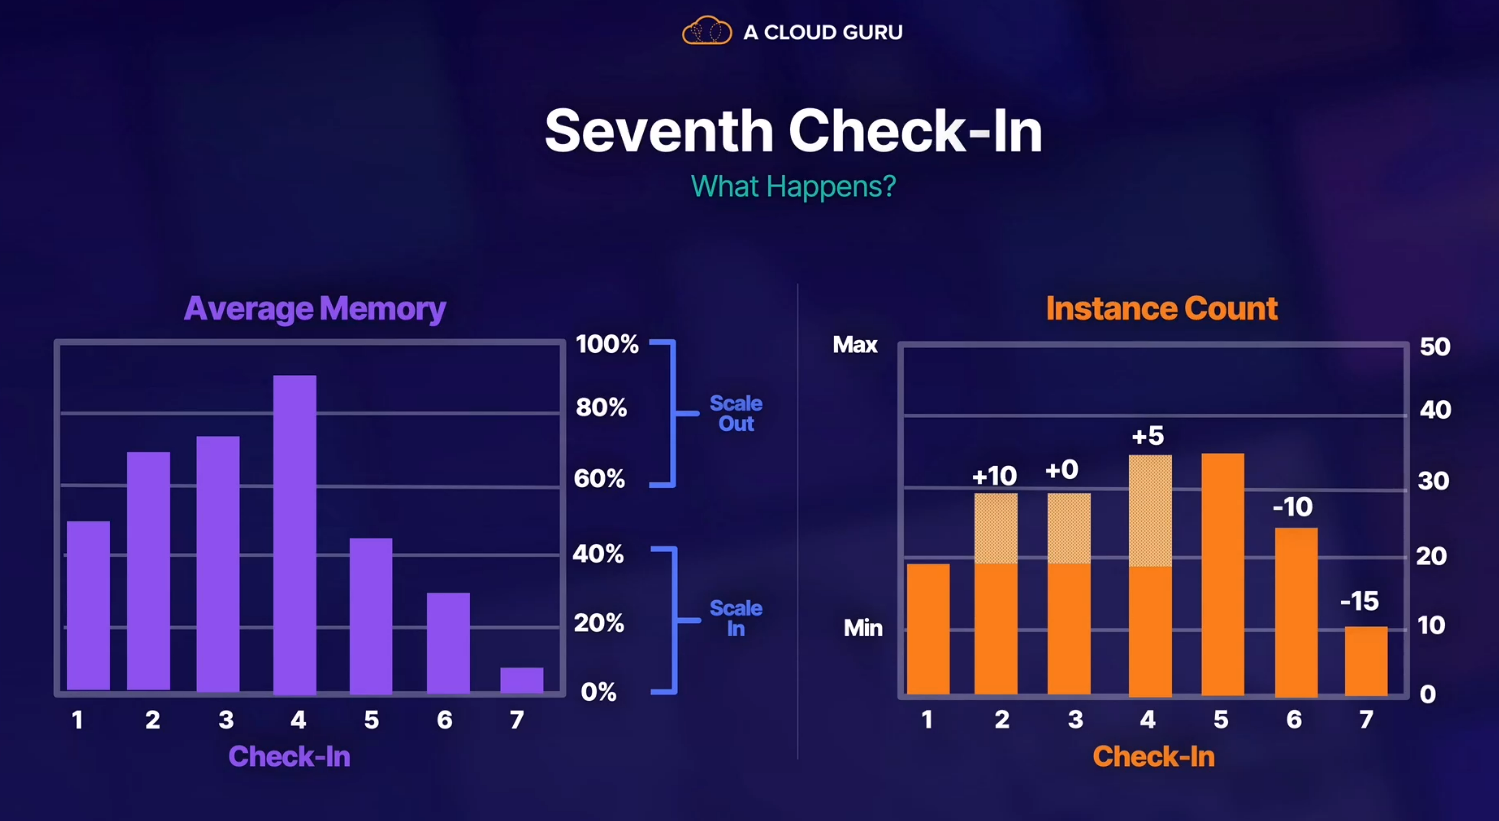 A CLOUD GURU
Seventh Check-In
What Happens?
Average Memory
100%
80%
60%
40%
20%
0%
Scale
Out
Scale
In
1 2 3 4 5 6 7
Check-In
Instance Count
Max
Min
50
40
30
20
10
0
+10
+0
+5
-10
-15
1 2 3 4 5 6 7
Check-In